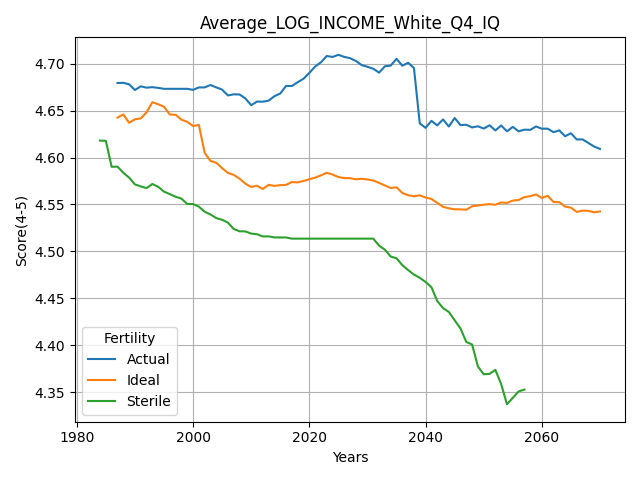 Average_LOG_INCOME_White_Q4_IQ
Score(4-5)
4.70
4.65
4.60
4.55
4.50
4.45
4.40
4.35
Fertility
Actual
Ideal
Sterile
1980 2000 2020 2040 2060
Years